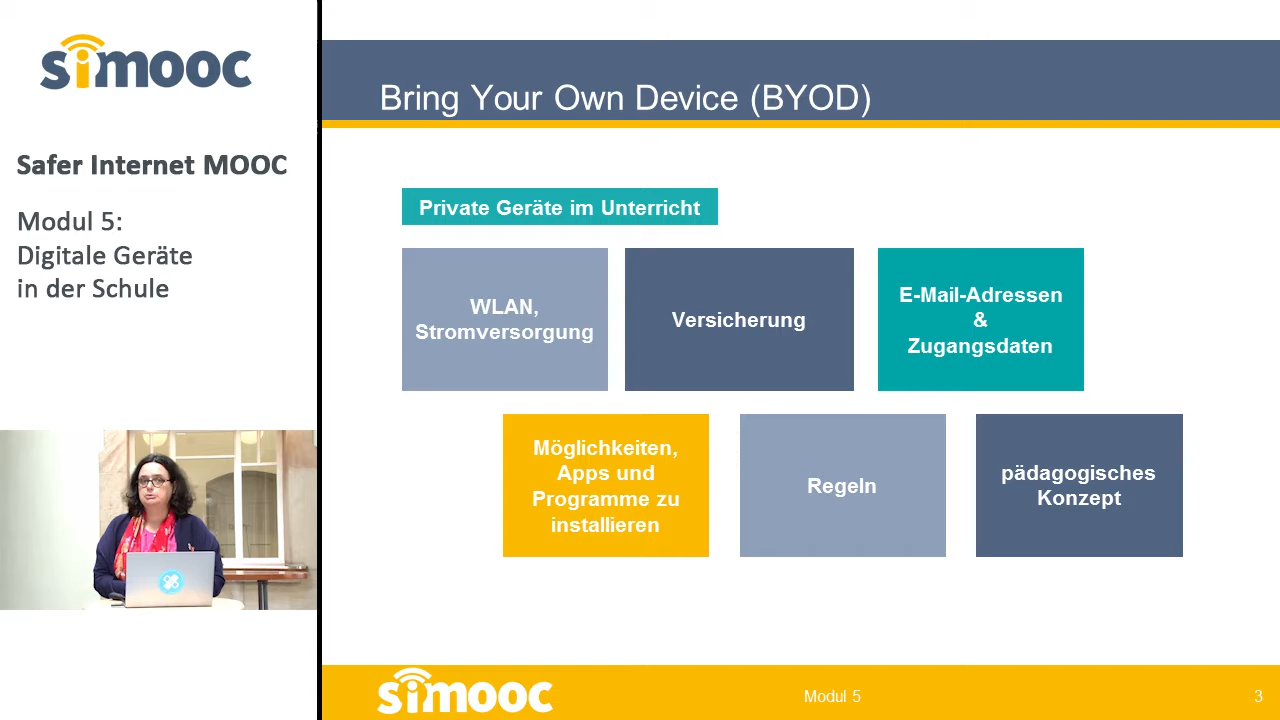 simooc
Safer Internet MOOC
Modul 5:
Digitale Geräte
in der Schule
Bring Your Own Device (BYOD)
Private Geräte im Unterricht
WLAN,
Stromversorgung
Versicherung
E-Mail-Adressen
&
Zugangsdaten
Möglichkeiten,
Apps und
Programme zu
installieren
Regeln
pädagogisches
Konzept
simooc
Modul 5
3